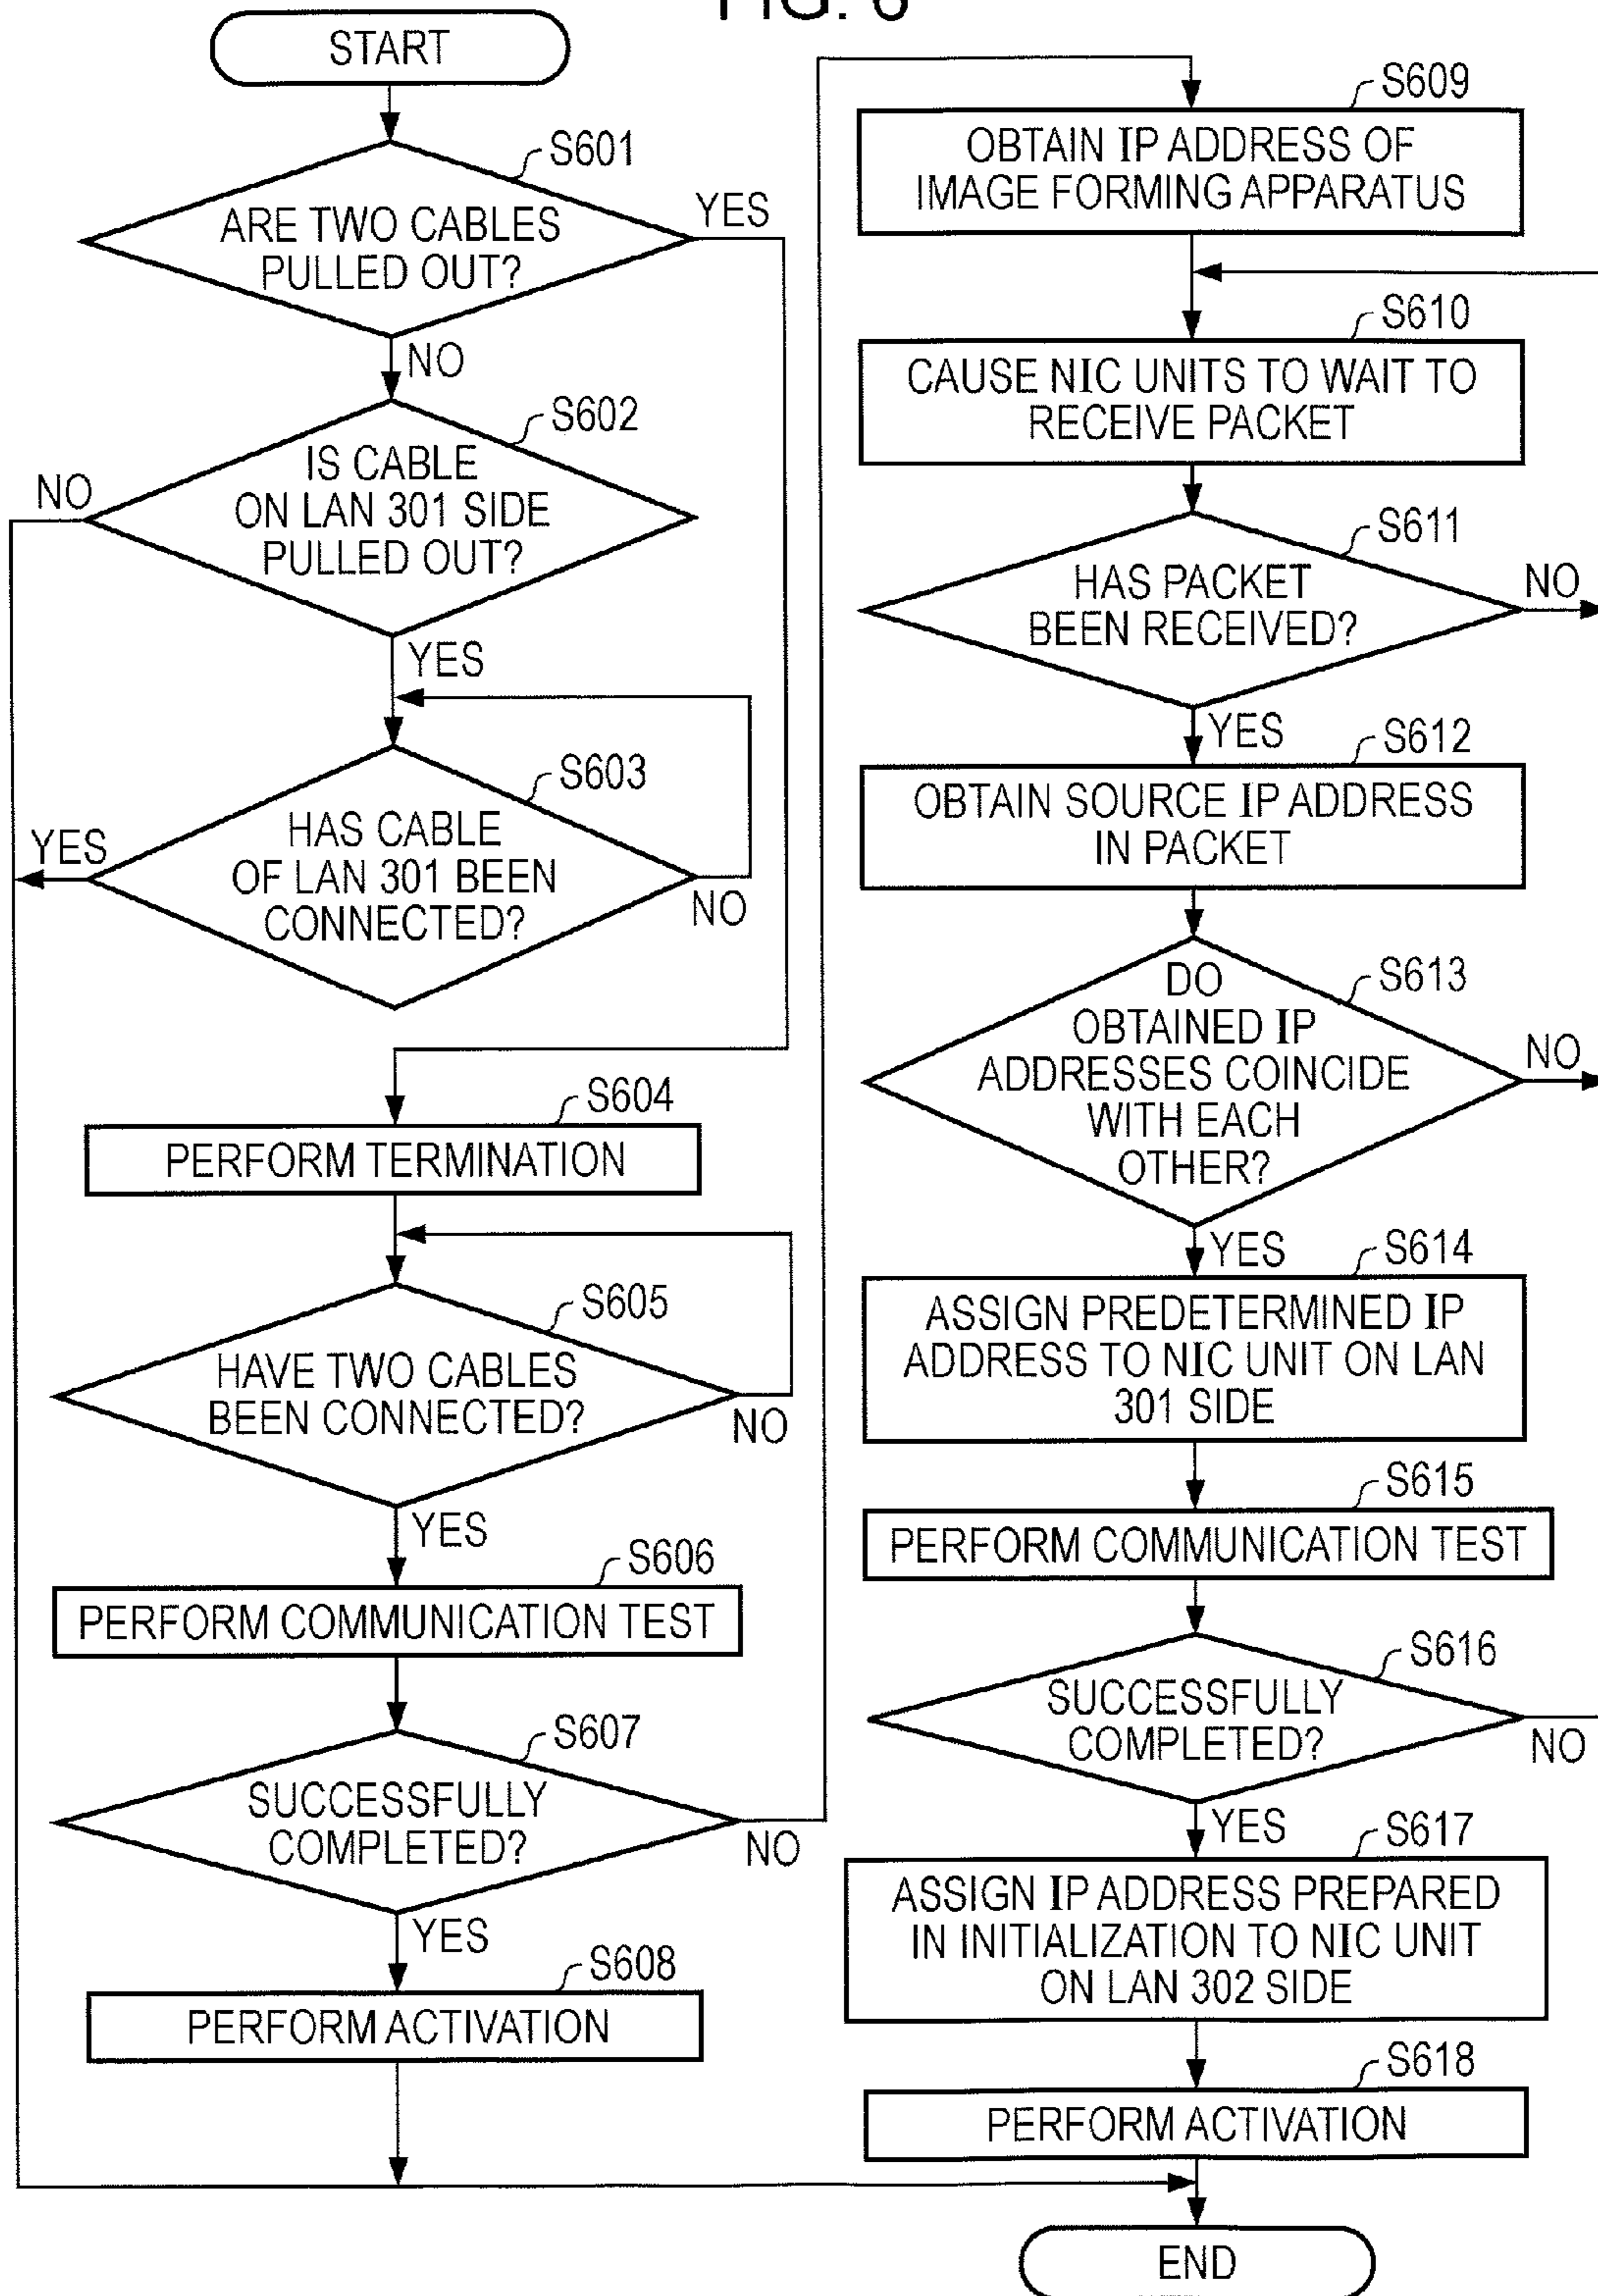 FIG. 6
START
S601
ARE TWO CABLES
PULLED OUT?
YES
NO
S602
IS CABLE
ON LAN 301 SIDE
PULLED OUT?
NO
YES
S603
HAS CABLE
OF LAN 301 BEEN
CONNECTED?
YES
NO
S604
PERFORM TERMINATION
S605
HAVE TWO CABLES
BEEN CONNECTED?
NO
YES
S606
PERFORM COMMUNICATION TEST
S607
SUCCESSFULLY
COMPLETED?
NO
YES
S608
PERFORM ACTIVATION
S609
OBTAIN IP ADDRESS OF
IMAGE FORMING APPARATUS
S610
CAUSE NIC UNITS TO WAIT TO
RECEIVE PACKET
S611
HAS PACKET
BEEN RECEIVED?
NO
YES
S612
OBTAIN SOURCE IP ADDRESS
IN PACKET
S613
DO
OBTAINED IP
ADDRESSES COINCIDE
WITH EACH
OTHER?
NO
YES
S614
ASSIGN PREDETERMINED IP
ADDRESS TO NIC UNIT ON LAN
301 SIDE
S615
PERFORM COMMUNICATION TEST
S616
SUCCESSFULLY
COMPLETED?
NO
YES
S617
ASSIGN IP ADDRESS PREPARED
IN INITIALIZATION TO NIC UNIT
ON LAN 302 SIDE
S618
PERFORM ACTIVATION
END